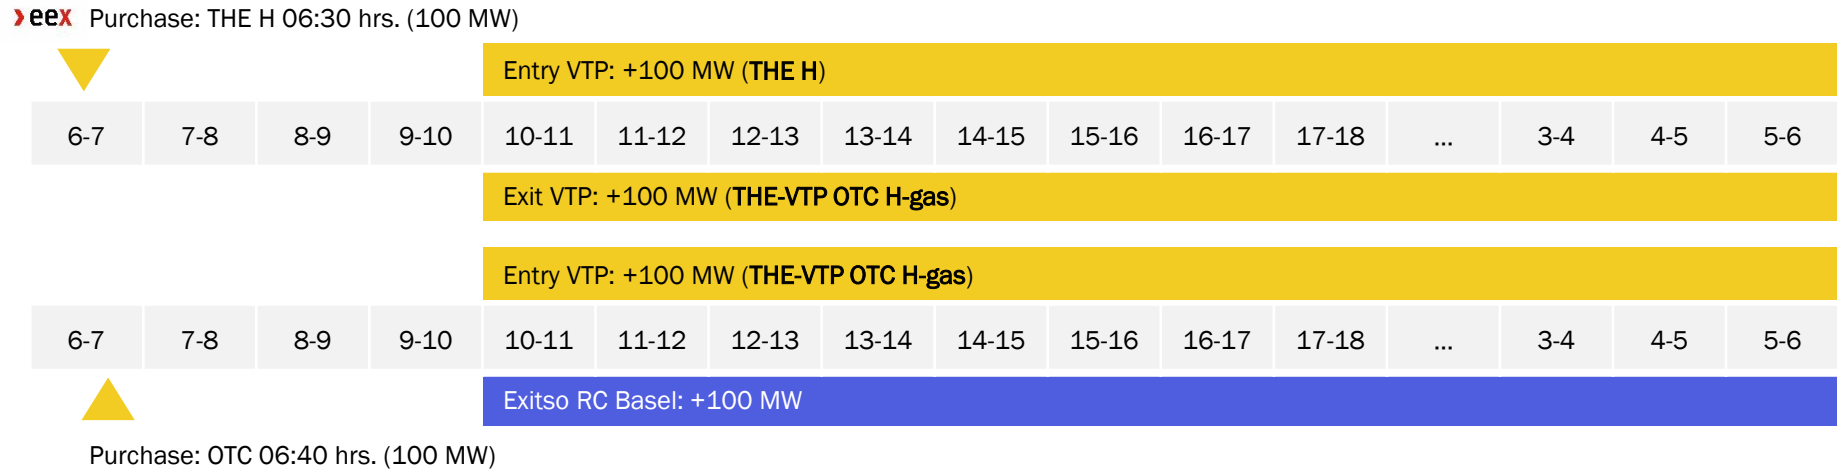 eex Purchase: THE H 06:30 hrs. (100 MW)
Entry VTP: +100 MW (THE H)
6-7 7-8 8-9 9-10 10-11 11-12 12-13 13-14 14-15 15-16 16-17 17-18 ... 3-4 4-5 5-6
Exit VTP: +100 MW (THE-VTP OTC H-gas)
Entry VTP: +100 MW (THE-VTP OTC H-gas)
6-7 7-8 8-9 9-10 10-11 11-12 12-13 13-14 14-15 15-16 16-17 17-18 ... 3-4 4-5 5-6
Exitso RC Basel: +100 MW
Purchase: OTC 06:40 hrs. (100 MW)